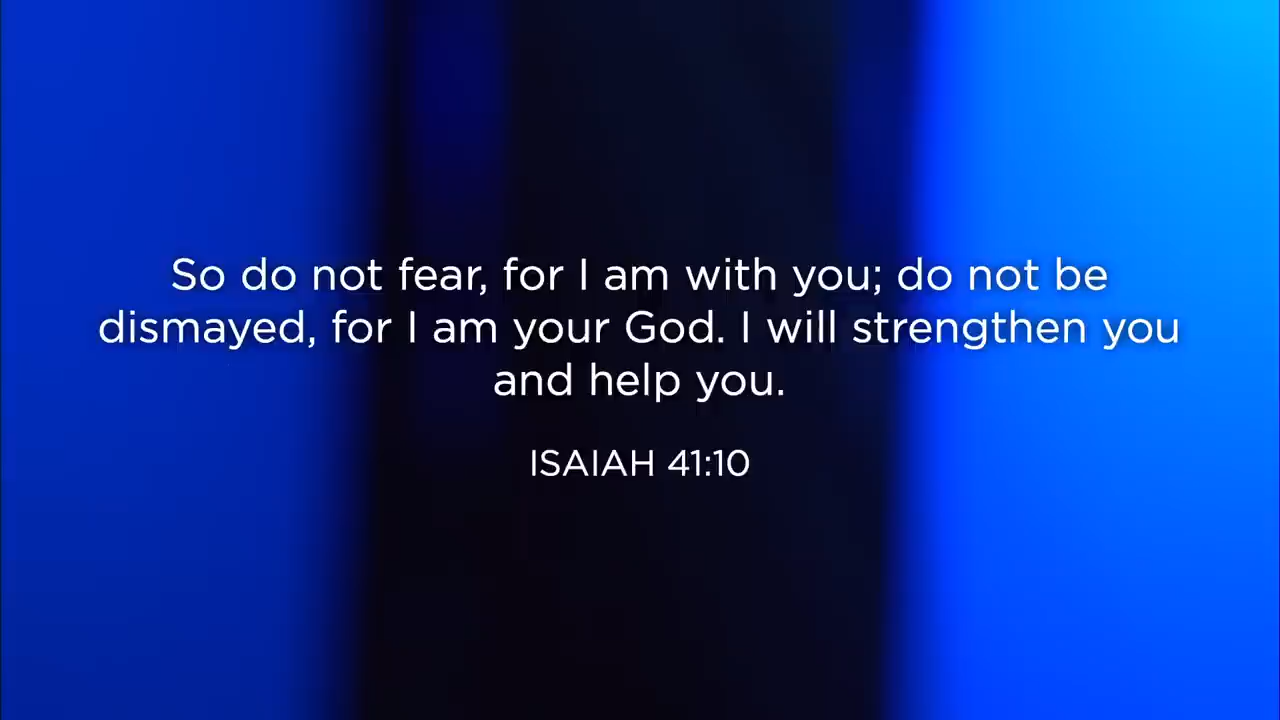 So do not fear, for I am with you; do not be
dismayed, for I am your God. I will strengthen you
and help you.
ISAIAH 41:10